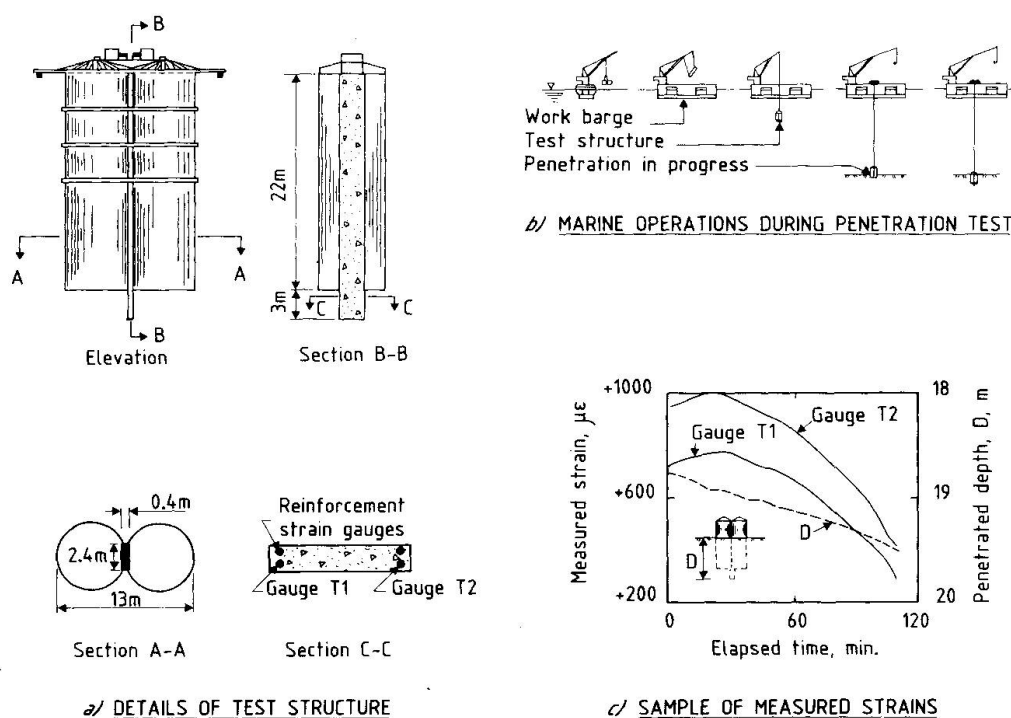 B
B
A
A
B
Elevation
22m
3m
C
C
Section B-B
Work barge
Test structure
Penetration in progress
b) MARINE OPERATIONS DURING PENETRATION TEST
0.4m
2.4m
13m
Section A-A
Reinforcement
strain gauges
Gauge T1
Gauge T2
Section C-C
a) DETAILS OF TEST STRUCTURE
Measured strain, µε
+1000
+600
+200
Gauge T2
Gauge T1
D
D
18
19
20
Penetrated depth, D, m
0
60
120
Elapsed time, min.
c) SAMPLE OF MEASURED STRAINS